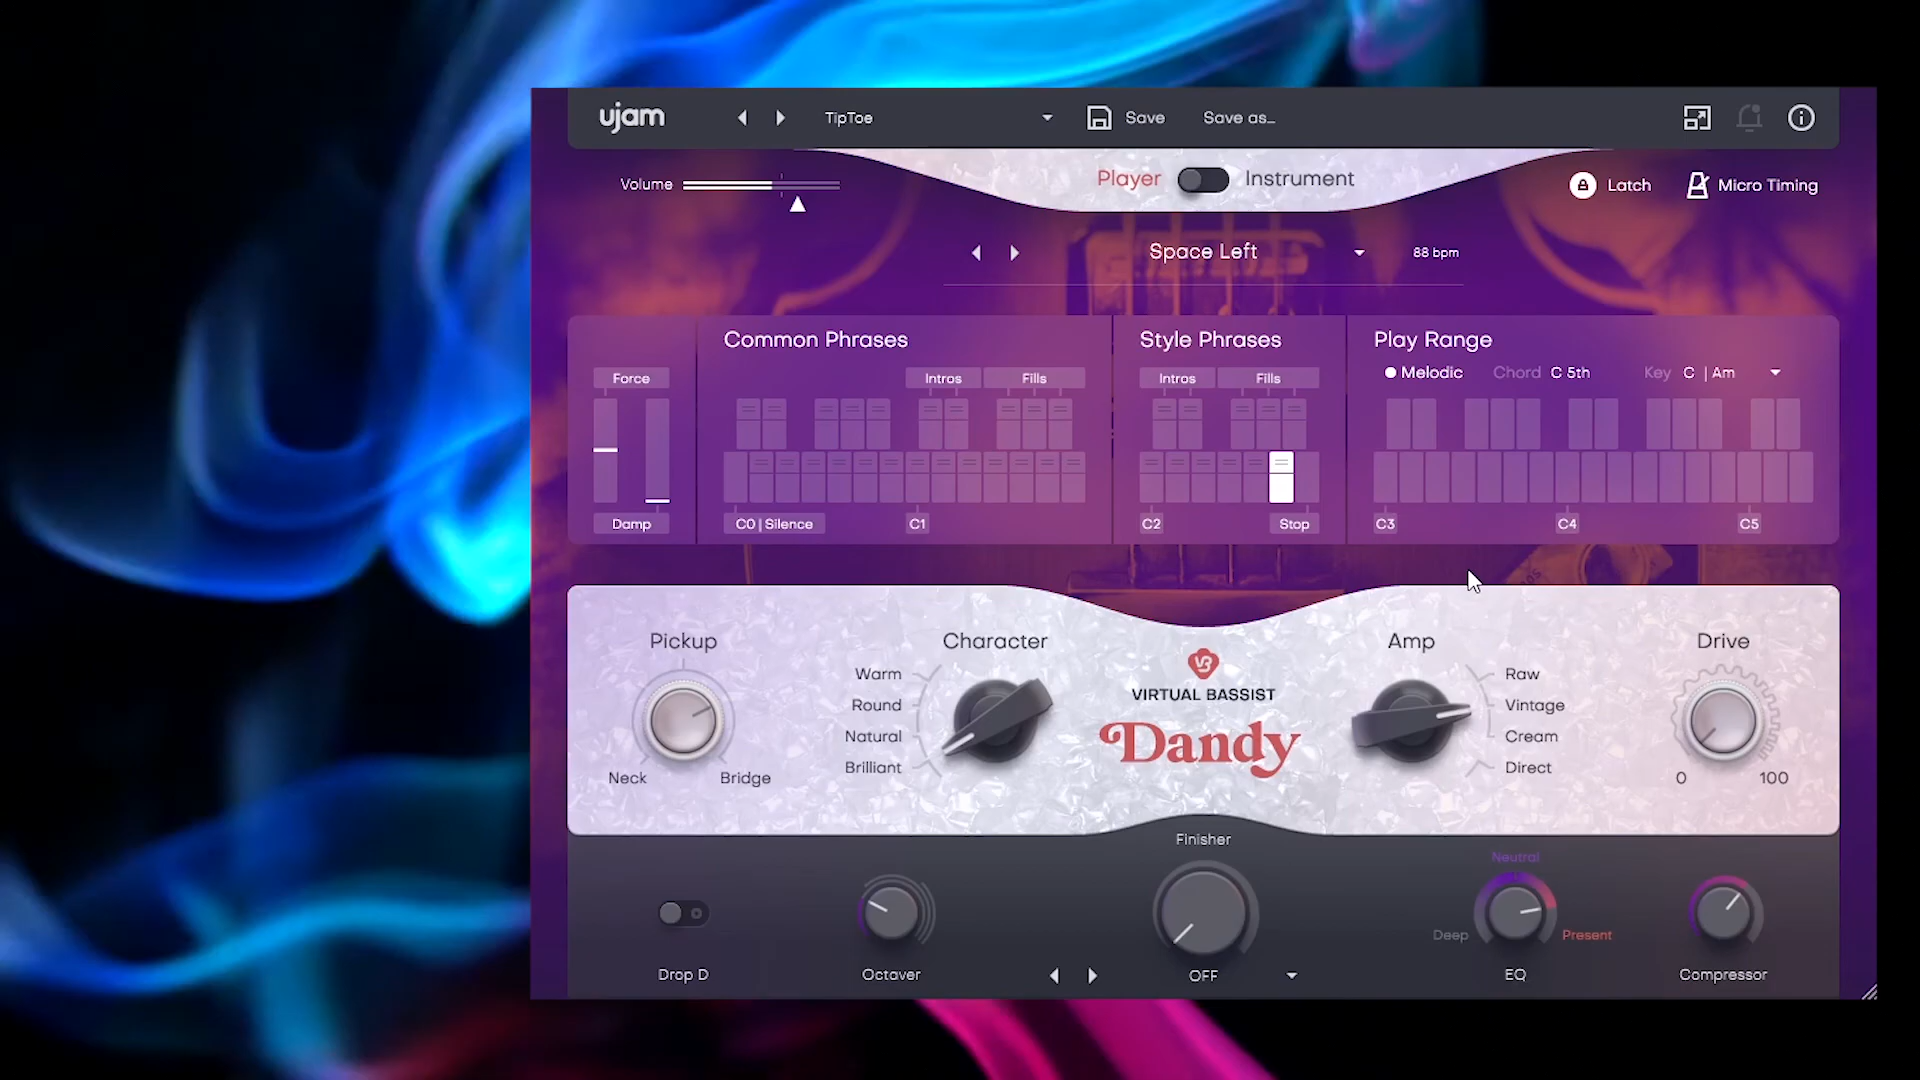 ujam
TipToe
Save
Save as...
Volume
Player
Instrument
Latch
Micro Timing
Space Left
88 bpm
Common Phrases
Style Phrases
Play Range
Force
Intros
Fills
Intros
Fills
Melodic
Chord C 5th
Key C | Am
Damp
C0 | Silence
C1
C2
Stop
C3
C4
C5
Pickup
Character
Amp
Drive
Warm
Round
Natural
Brilliant
VB
VIRTUAL BASSIST
Dandy
Raw
Vintage
Cream
Direct
Neck
Bridge
0
100
Finisher
Neutral
Deep
Present
Drop D
Octaver
OFF
EQ
Compressor